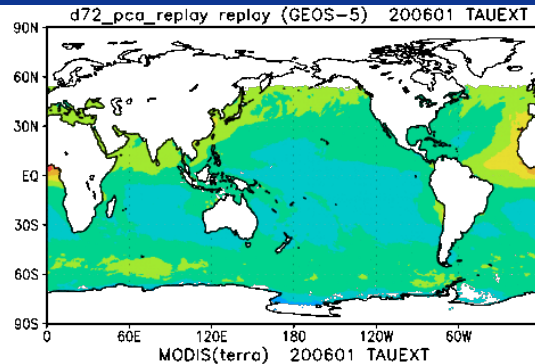 d72_pca_replay replay (GEOS-5) 200601 TAUEXT
90N
60N
30N
EQ
30S
60S
90S
0 60E 120E 180 120W 60W
MODIS(terra) 200601 TAUEXT